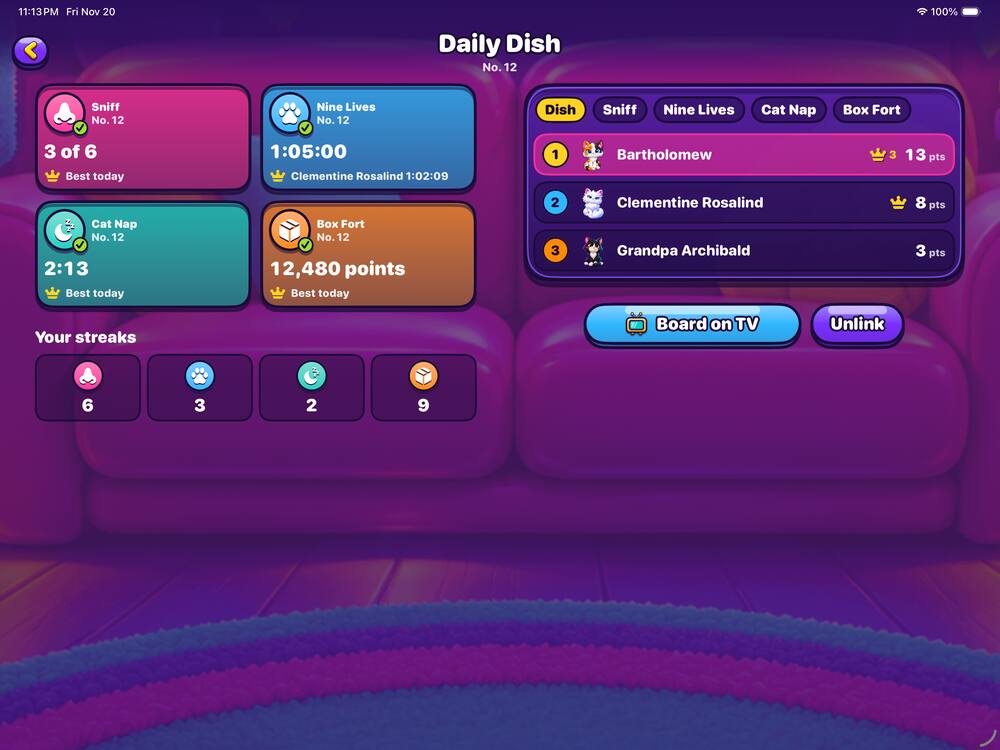 11:13 PM Fri Nov 20
100%
Daily Dish
No. 12
Sniff
No. 12
3 of 6
Best today
Nine Lives
No. 12
1:05:00
Clementine Rosalind 1:02:09
Cat Nap
No. 12
2:13
Best today
Box Fort
No. 12
12,480 points
Best today
Your streaks
6
3
2
9
Dish Sniff Nine Lives Cat Nap Box Fort
1 Bartholomew 3 13 pts
2 Clementine Rosalind 8 pts
3 Grandpa Archibald 3 pts
Board on TV
Unlink